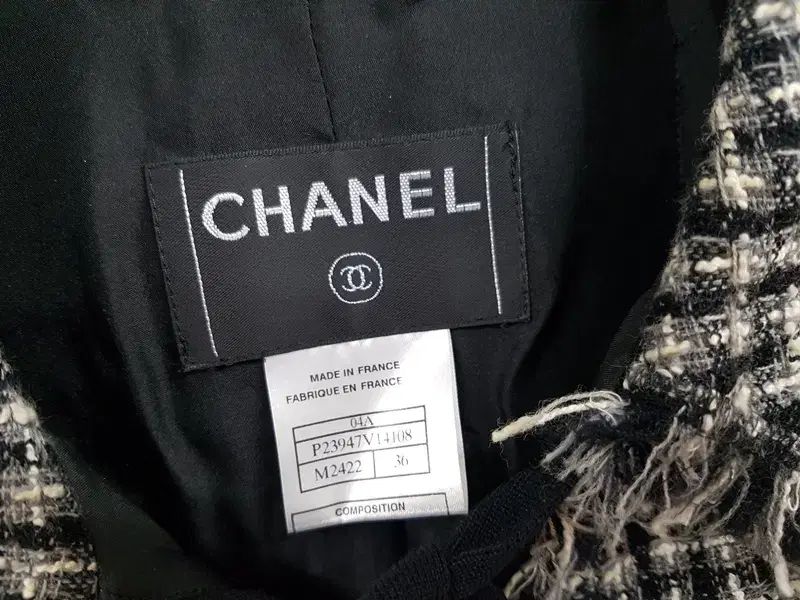 CHANEL
MADE IN FRANCE
FABRIQUE EN FRANCE
04A
P23947V14108
M2422 36
COMPOSITION